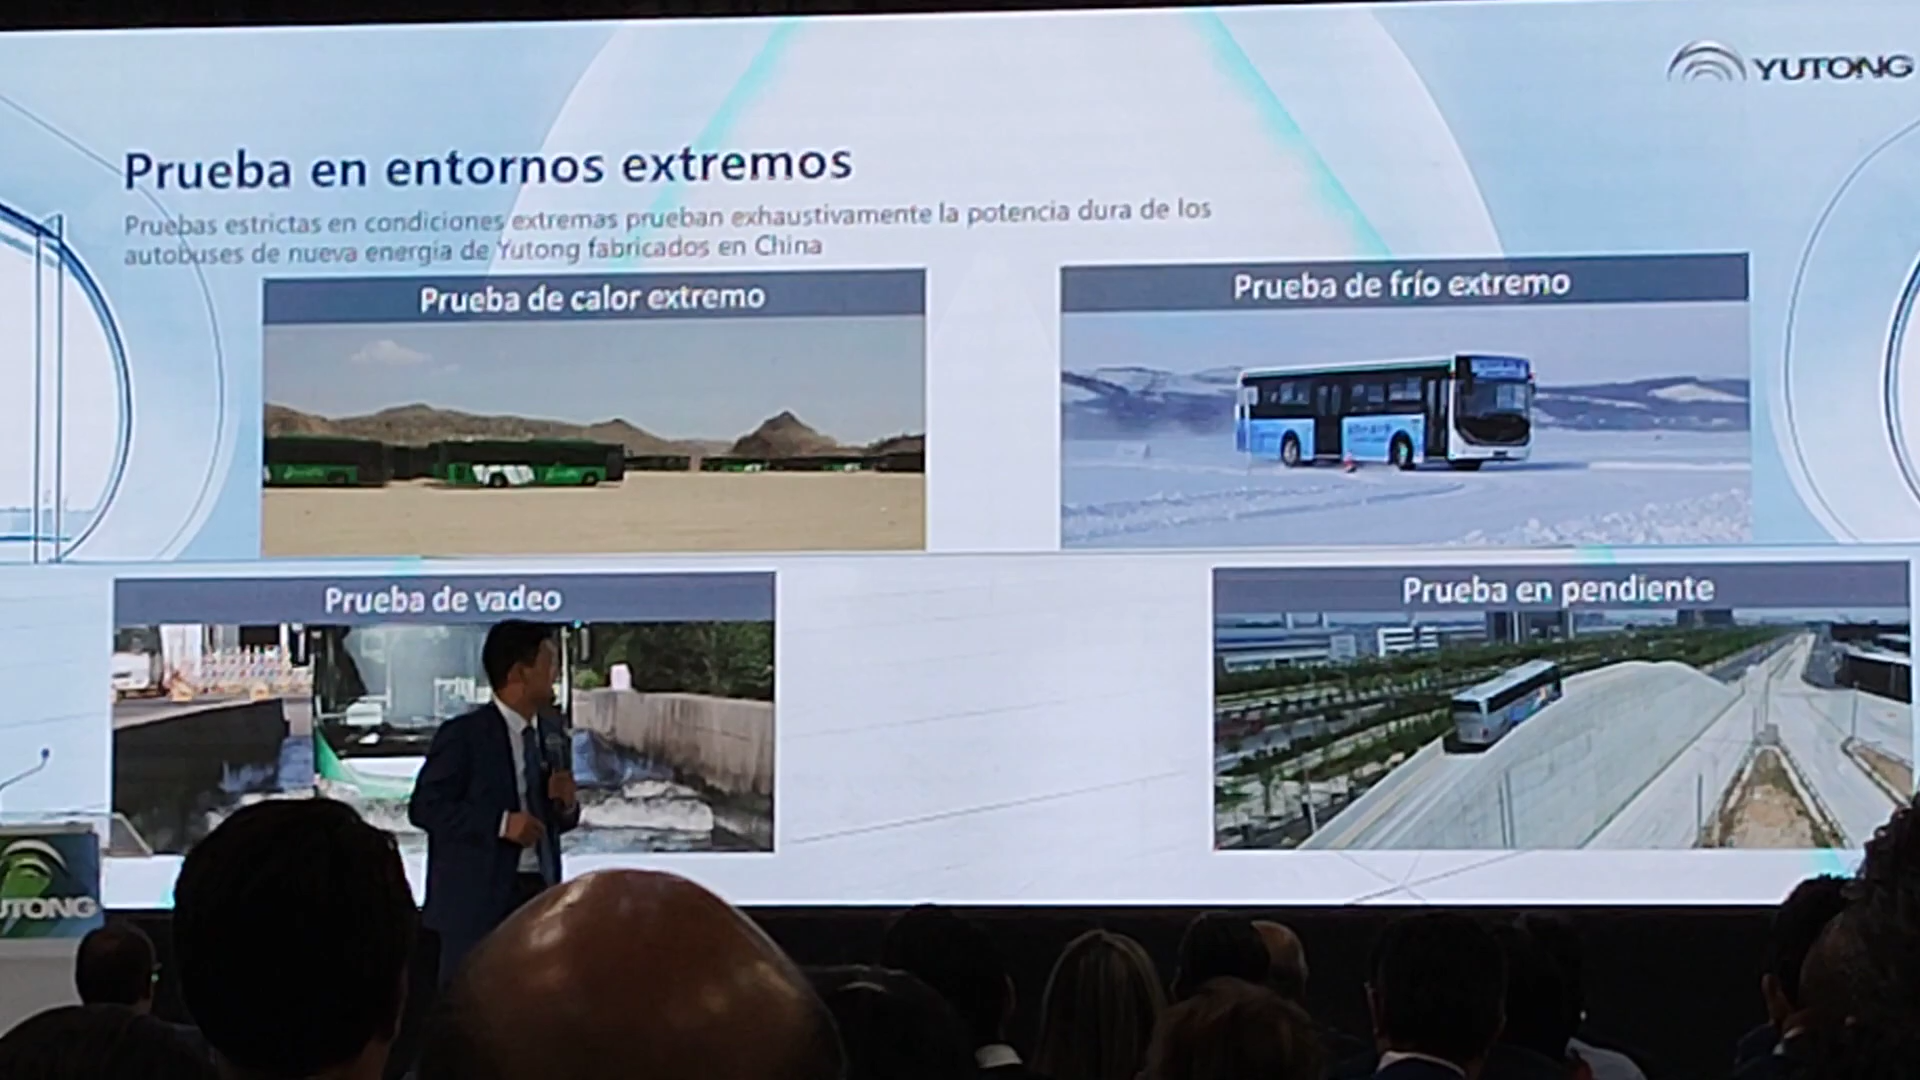 YUTONG
Prueba en entornos extremos
Pruebas estrictas en condiciones extremas prueban exhaustivamente la potencia dura de los
autobuses de nueva energía de Yutong fabricados en China
Prueba de calor extremo
Prueba de frío extremo
Prueba de vadeo
Prueba en pendiente
UTONG